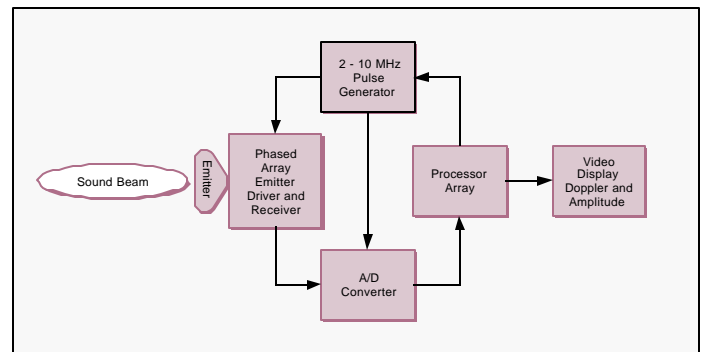 2 - 10 MHz
Pulse
Generator
Phased
Array
Emitter
Driver and
Receiver
Emitter
Sound Beam
Processor
Array
Video
Display
Doppler and
Amplitude
A/D
Converter